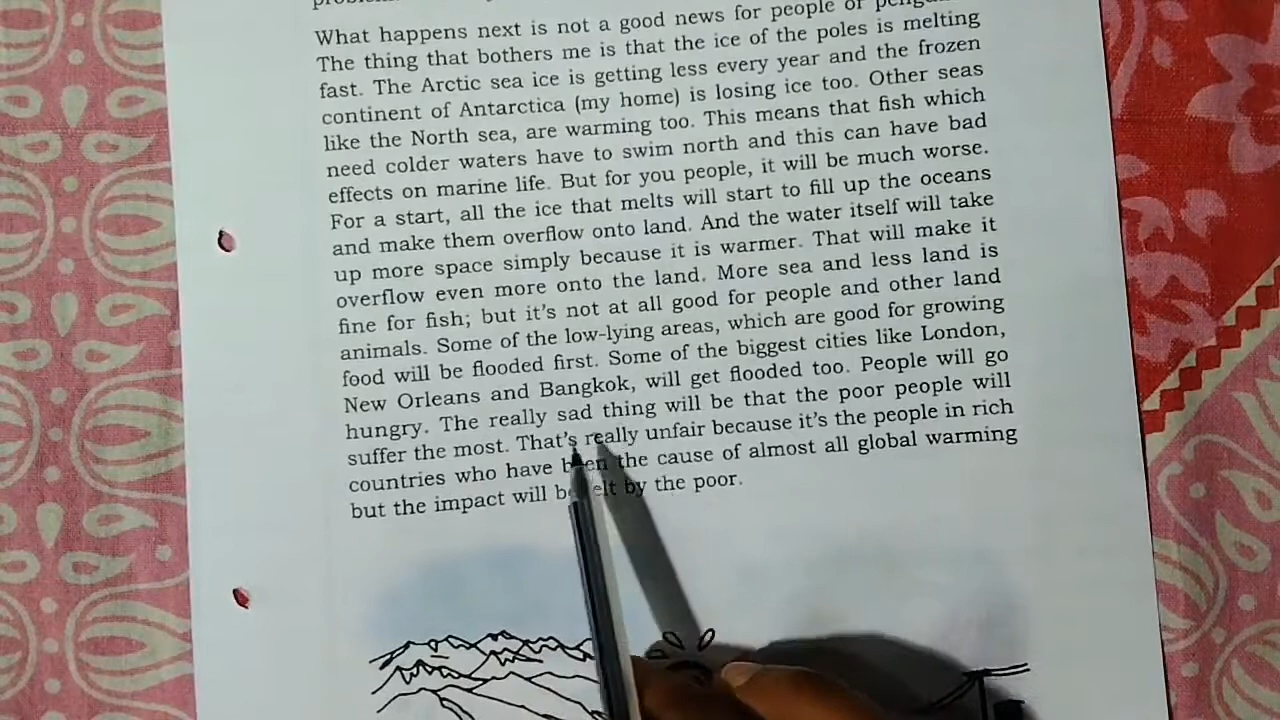 What happens next is not a good news for people or
The thing that bothers me is that the ice of the poles is melting
fast. The Arctic sea ice is getting less every year and the frozen
continent of Antarctica (my home) is losing ice too. Other seas
like the North sea, are warming too. This means that fish which
need colder waters have to swim north and this can have bad
effects on marine life. But for you people, it will be much worse.
For a start, all the ice that melts will start to fill up the oceans
and make them overflow onto land. And the water itself will take
up more space simply because it is warmer. That will make it
overflow even more onto the land. More sea and less land is
fine for fish; but it's not at all good for people and other land
animals. Some of the low-lying areas, which are good for growing
food will be flooded first. Some of the biggest cities like London,
New Orleans and Bangkok, will get flooded too. People will go
hungry. The really sad thing will be that the poor people will
suffer the most. That's really unfair because it's the people in rich
countries who have been the cause of almost all global warming
but the impact will be felt by the poor.